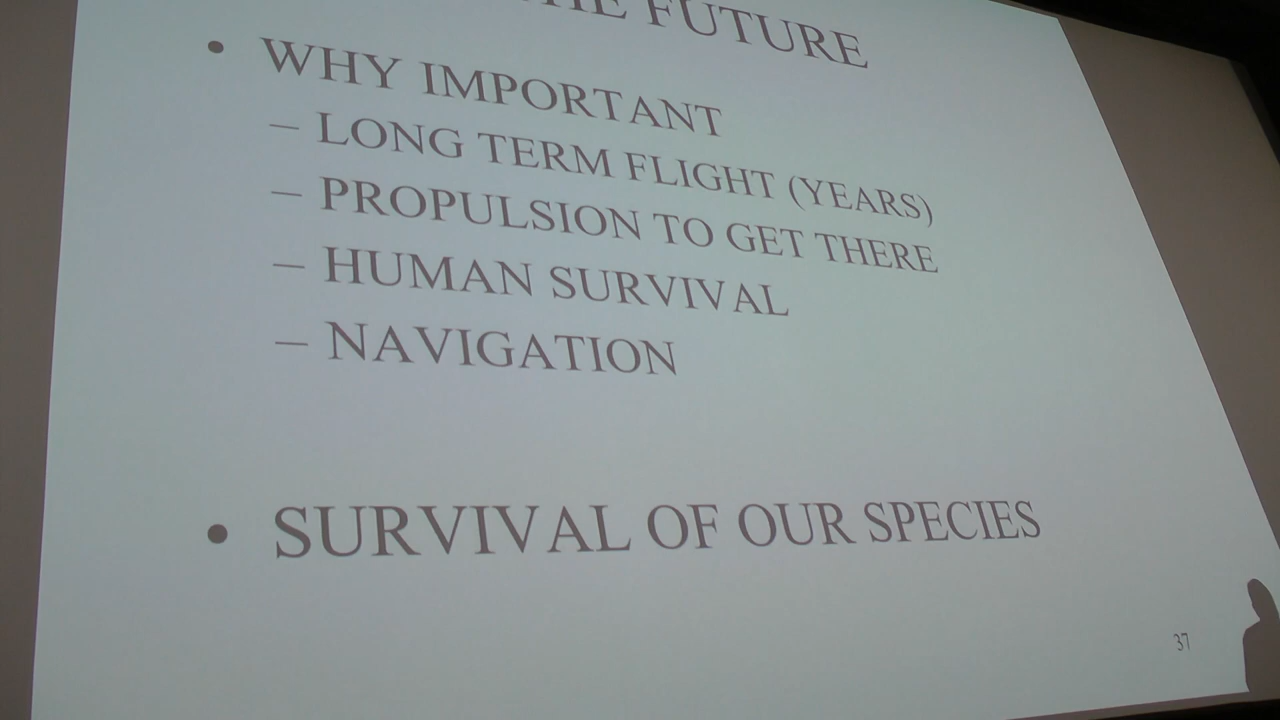 FUTURE
• WHY IMPORTANT
– LONG TERM FLIGHT (YEARS)
– PROPULSION TO GET THERE
– HUMAN SURVIVAL
– NAVIGATION
• SURVIVAL OF OUR SPECIES
37